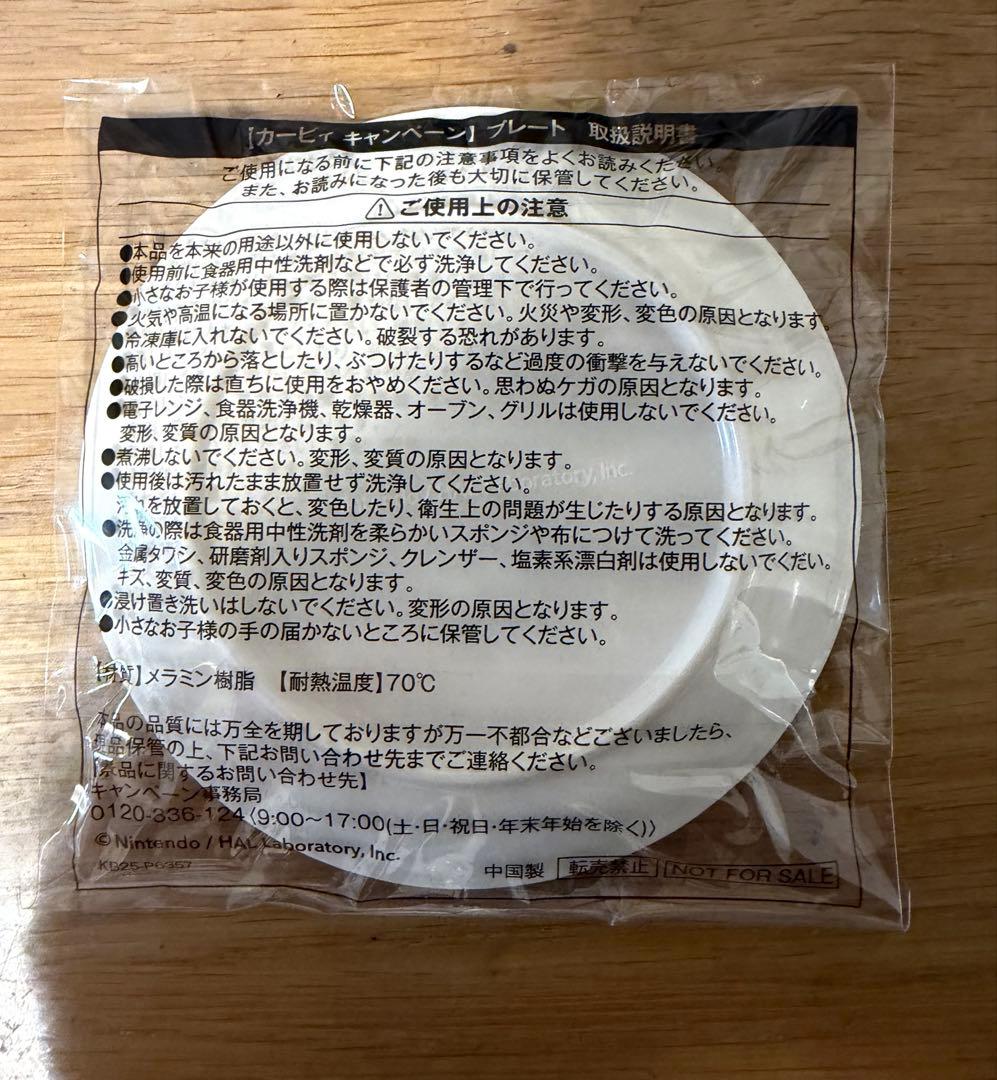 【カービィ キャンペーン】 プレート 取扱説明書
ご使用になる前に下記の注意事項をよくお読みください。
また、お読みになった後も大切に保管してください。
⚠ご使用上の注意
●本品を本来の用途以外に使用しないでください。
●使用前に食器用中性洗剤などで必ず洗浄してください。
●小さなお子様が使用する際は保護者の管理下で行ってください。
●火気や高温になる場所に置かないでください。火災や変形、変色の原因となります。
●冷凍庫に入れないでください。破裂する恐れがあります。
●高いところから落としたり、ぶつけたりするなど過度の衝撃を与えないでください。
●破損した際は直ちに使用をおやめください。思わぬケガの原因となります。
●電子レンジ、食器洗浄機、乾燥器、オーブン、グリルは使用しないでください。
変形、変質の原因となります。
●煮沸しないでください。変形、変質の原因となります。
●使用後は汚れたまま放置せず洗浄してください。
汚れを放置しておくと、変色したり、衛生上の問題が生じたりする原因となります。
●洗浄の際は食器用中性洗剤を柔らかいスポンジや布につけて洗ってください。
金属タワシ、研磨剤入りスポンジ、クレンザー、塩素系漂白剤は使用しないでください。
キズ、変質、変色の原因となります。
●浸け置き洗いはしないでください。変形の原因となります。
●小さなお子様の手の届かないところに保管してください。
【材質】メラミン樹脂 【耐熱温度】70℃
本品の品質には万全を期しておりますが万一不都合などございましたら、
現品保管の上、下記お問い合わせ先までご連絡ください。
【景品に関するお問い合わせ先】
キャンペーン事務局
0120-336-124〈9:00〜17:00(土・日・祝日・年末年始を除く)〉
©Nintendo / HAL Laboratory, Inc.
KB25-P6357
中国製 転売禁止 NOT FOR SALE